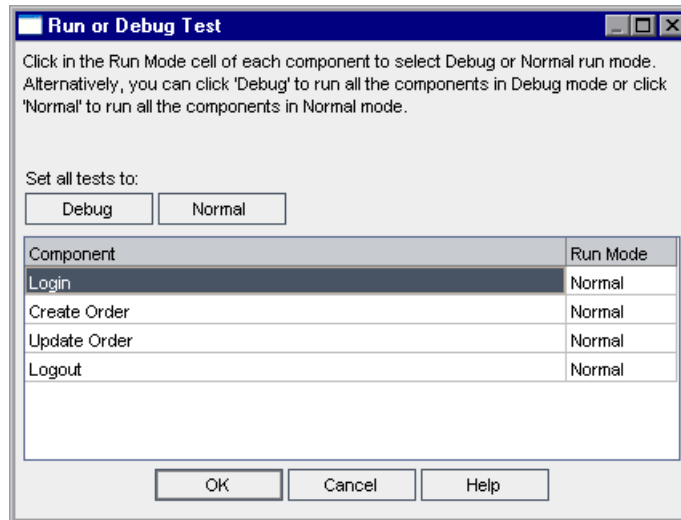 Run or Debug Test
Click in the Run Mode cell of each component to select Debug or Normal run mode.
Alternatively, you can click 'Debug' to run all the components in Debug mode or click
'Normal' to run all the components in Normal mode.
Set all tests to:
Debug Normal
Component Run Mode
Login Normal
Create Order Normal
Update Order Normal
Logout Normal
OK Cancel Help